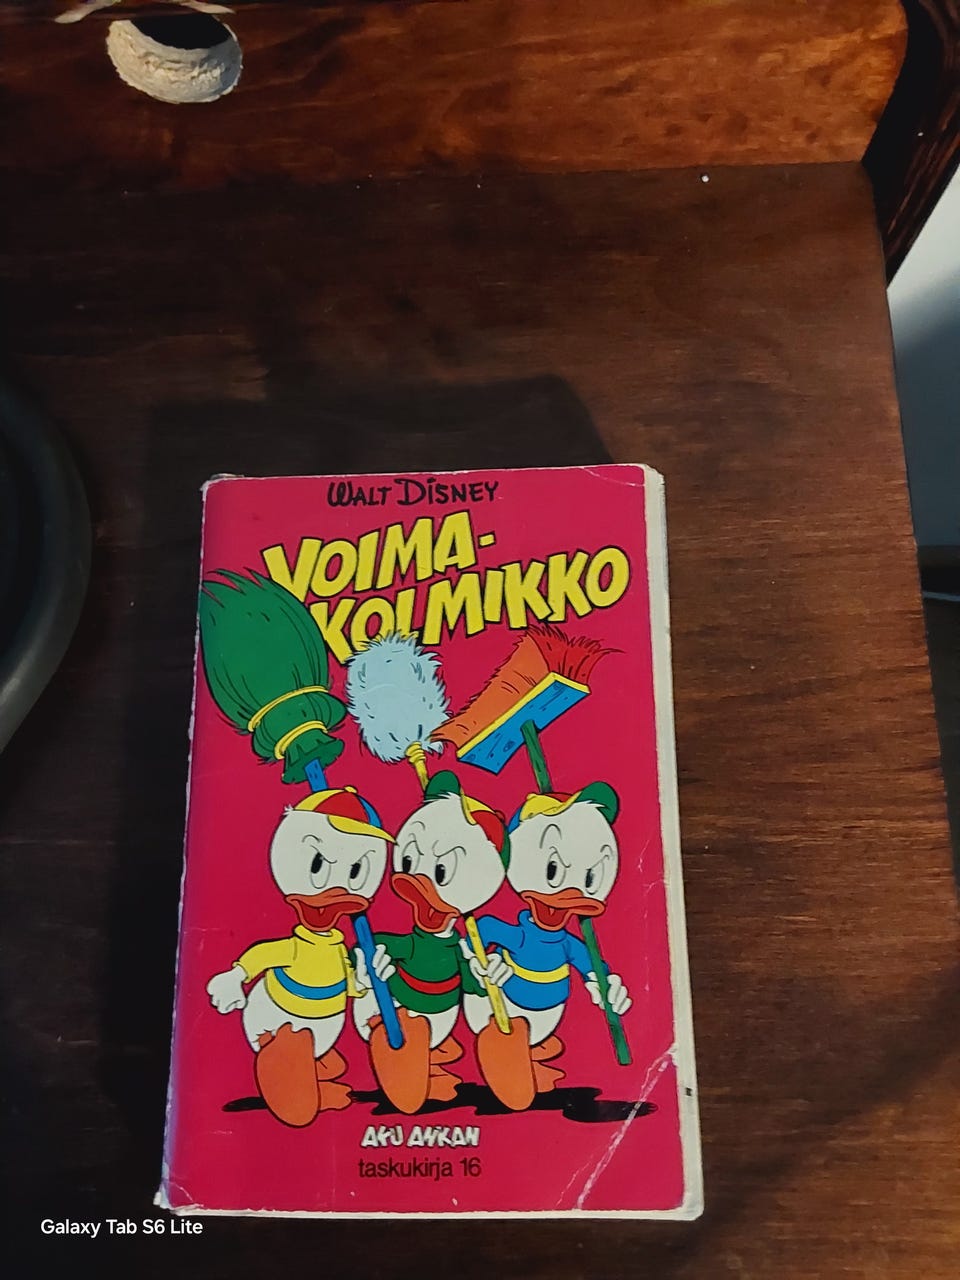 WALT DISNEY
VOIMA-
KOLMIKKO
AKU ANKAN
taskukirja 16
Galaxy Tab S6 Lite